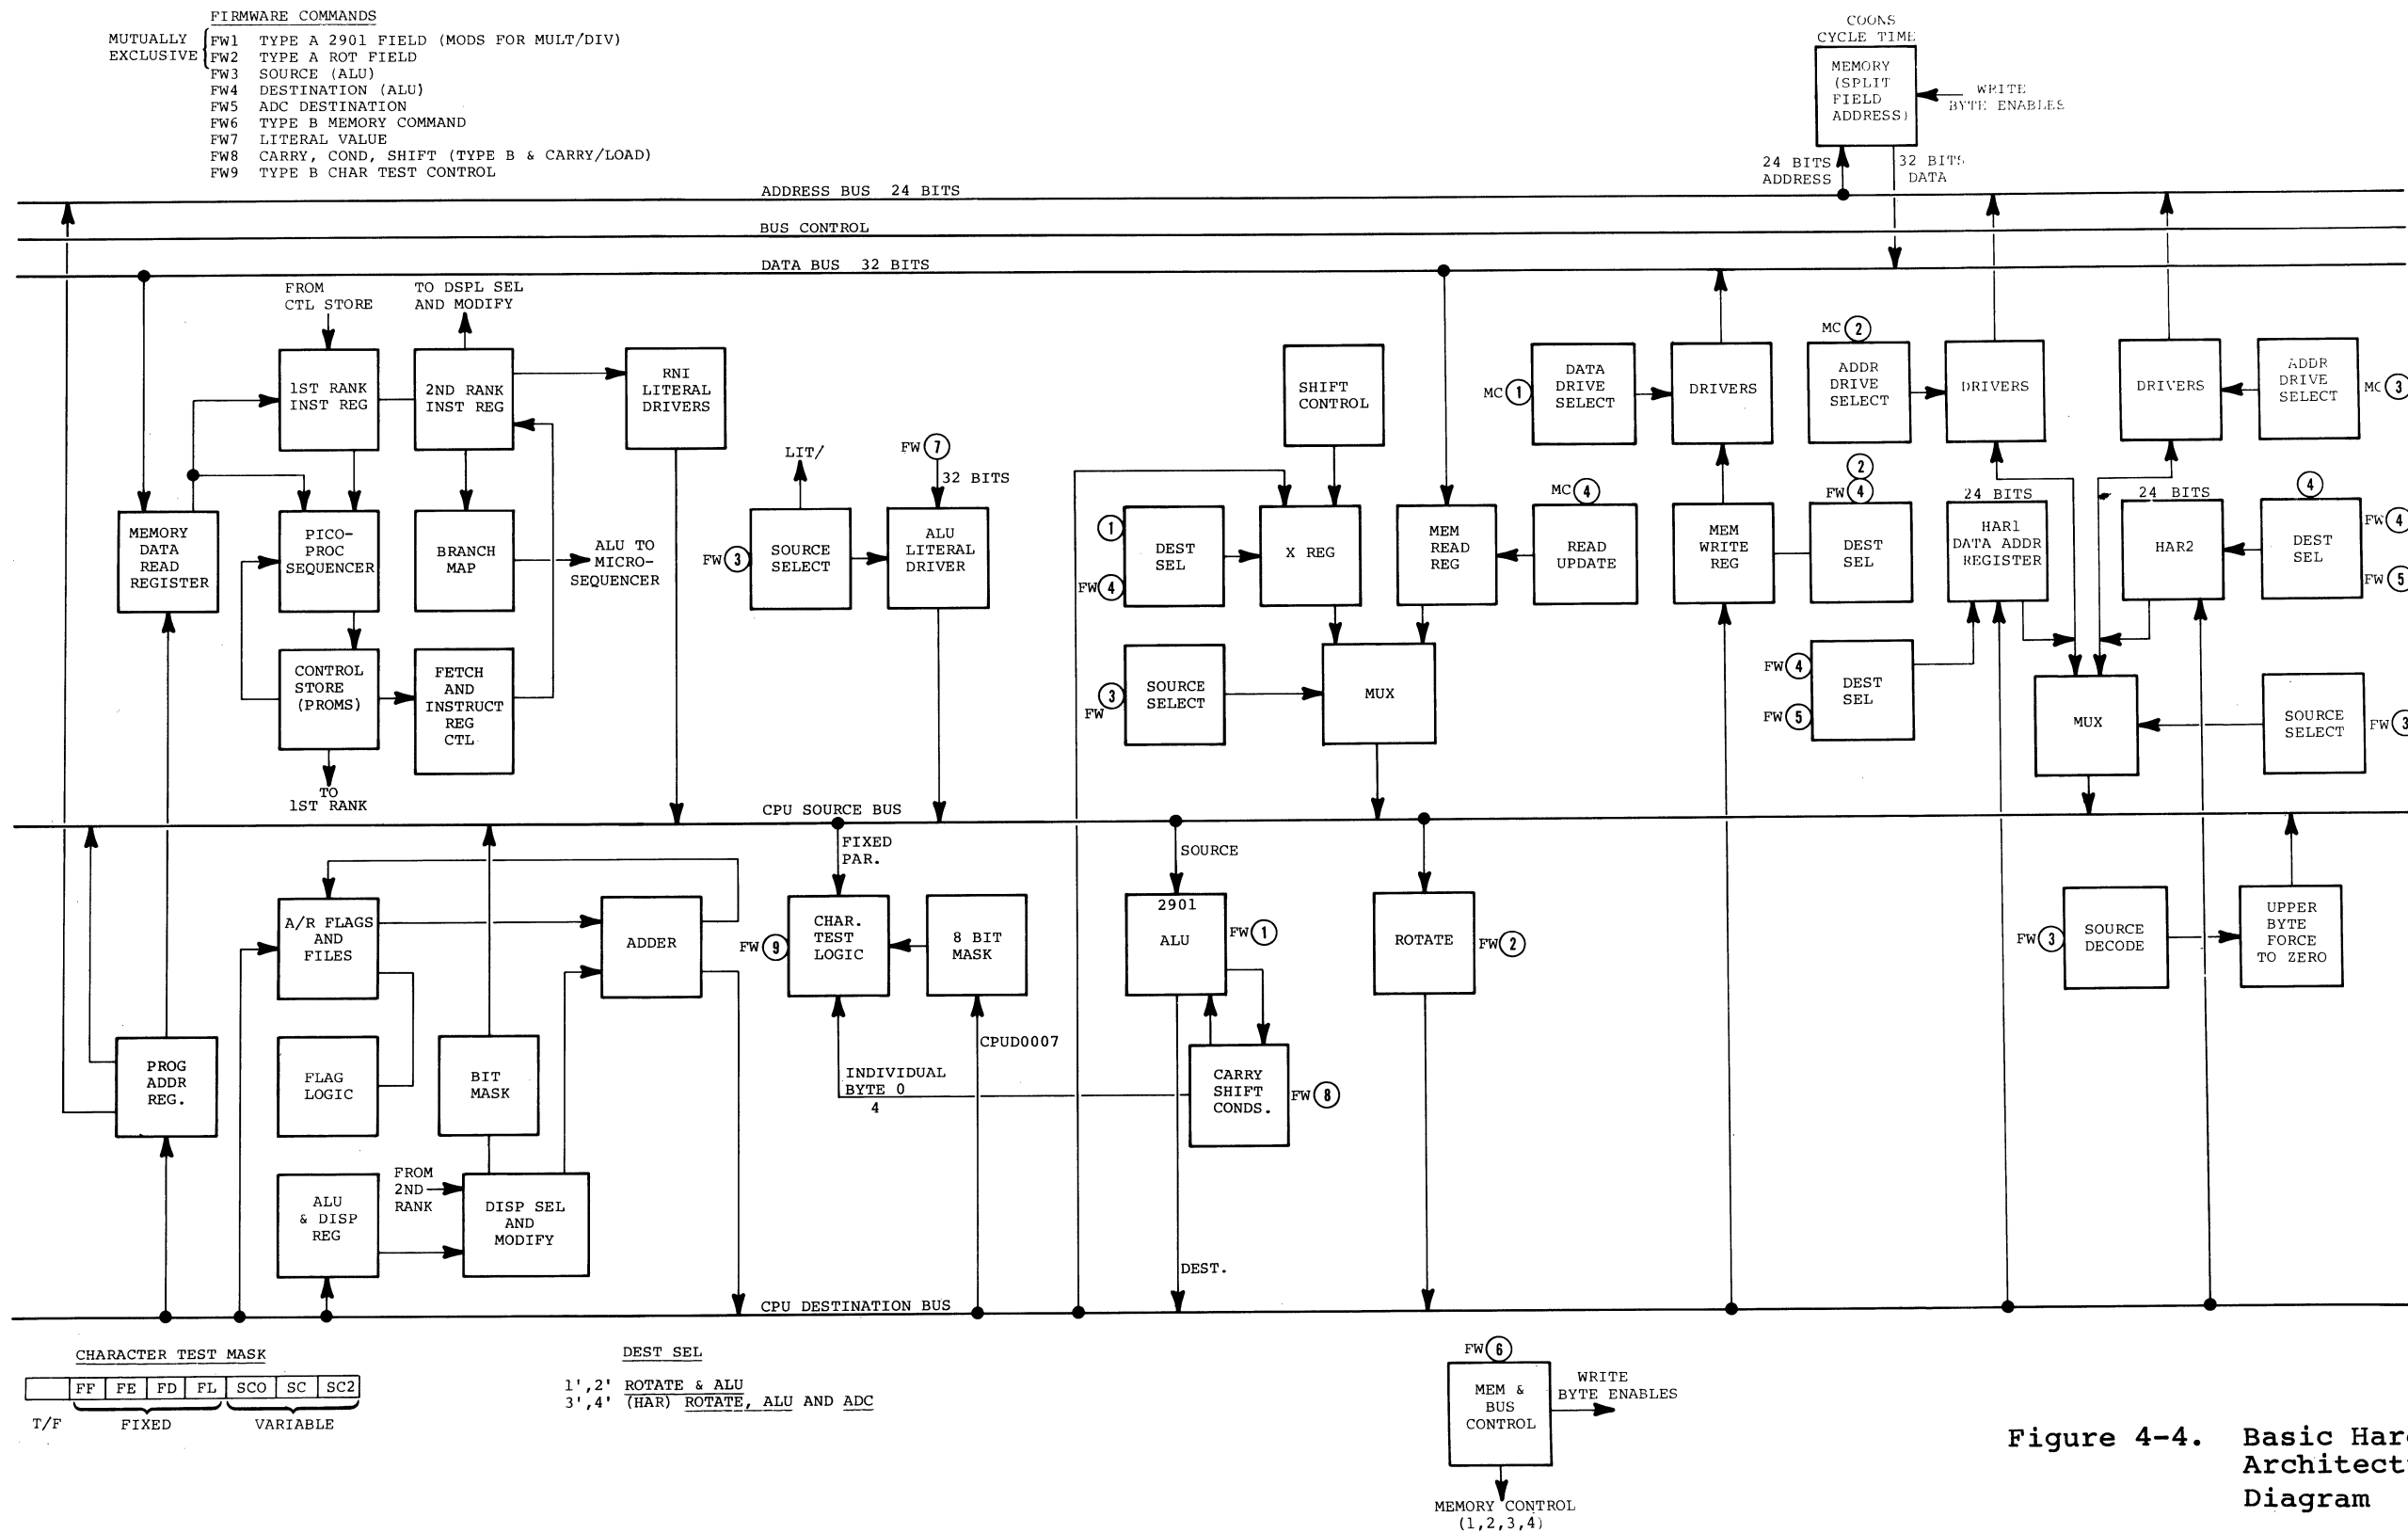 FIRMWARE COMMANDS
MUTUALLY EXCLUSIVE
FW1 TYPE A 2901 FIELD (MODS FOR MULT/DIV)
FW2 TYPE A ROT FIELD
FW3 SOURCE (ALU)
FW4 DESTINATION (ALU)
FW5 ADC DESTINATION
FW6 TYPE B MEMORY COMMAND
FW7 LITERAL VALUE
FW8 CARRY, COND, SHIFT (TYPE B & CARRY/LOAD)
FW9 TYPE B CHAR TEST CONTROL
COONS
CYCLE TIME
MEMORY
(SPLIT
FIELD
ADDRESS)
WRITE
BYTE ENABLES
24 BITS
ADDRESS
32 BITS
DATA
ADDRESS BUS 24 BITS
BUS CONTROL
DATA BUS 32 BITS
FROM
CTL STORE
TO DSPL SEL
AND MODIFY
1ST RANK
INST REG
2ND RANK
INST REG
RNI
LITERAL
DRIVERS
SHIFT
CONTROL
MC 1
DATA
DRIVE
SELECT
DRIVERS
MC 2
ADDR
DRIVE
SELECT
DRIVERS
DRIVERS
ADDR
DRIVE
SELECT
MC 3
LIT/
FW 7
32 BITS
MEMORY
DATA
READ
REGISTER
PICO-
PROC
SEQUENCER
BRANCH
MAP
ALU TO
MICRO-
SEQUENCER
FW 3
SOURCE
SELECT
ALU
LITERAL
DRIVER
1
FW 4
DEST
SEL
X REG
MEM
READ
REG
MC 4
READ
UPDATE
MEM
WRITE
REG
2
FW 4
DEST
SEL
24 BITS
HAR1
DATA ADDR
REGISTER
24 BITS
HAR2
4
DEST
SEL
FW 4
FW 5
CONTROL
STORE
(PROMS)
FETCH
AND
INSTRUCT
REG
CTL
TO
1ST RANK
3
FW
SOURCE
SELECT
MUX
FW 4
FW 5
DEST
SEL
MUX
SOURCE
SELECT
FW 3
CPU SOURCE BUS
FIXED
PAR.
SOURCE
A/R FLAGS
AND
FILES
ADDER
FW 9
CHAR.
TEST
LOGIC
8 BIT
MASK
2901
ALU
FW 1
ROTATE
FW 2
FW 3
SOURCE
DECODE
UPPER
BYTE
FORCE
TO ZERO
PROG
ADDR
REG.
FLAG
LOGIC
BIT
MASK
CPUD0007
INDIVIDUAL
BYTE 0
4
CARRY
SHIFT
CONDS.
FW 8
ALU
& DISP
REG
FROM
2ND
RANK
DISP SEL
AND
MODIFY
DEST.
CPU DESTINATION BUS
CHARACTER TEST MASK
FF FE FD FL SC0 SC SC2
T/F FIXED VARIABLE
DEST SEL
1',2' ROTATE & ALU
3',4' (HAR) ROTATE, ALU AND ADC
FW 6
MEM &
BUS
CONTROL
WRITE
BYTE ENABLES
MEMORY CONTROL
(1,2,3,4)
Figure 4-4. Basic Har
Architect
Diagram